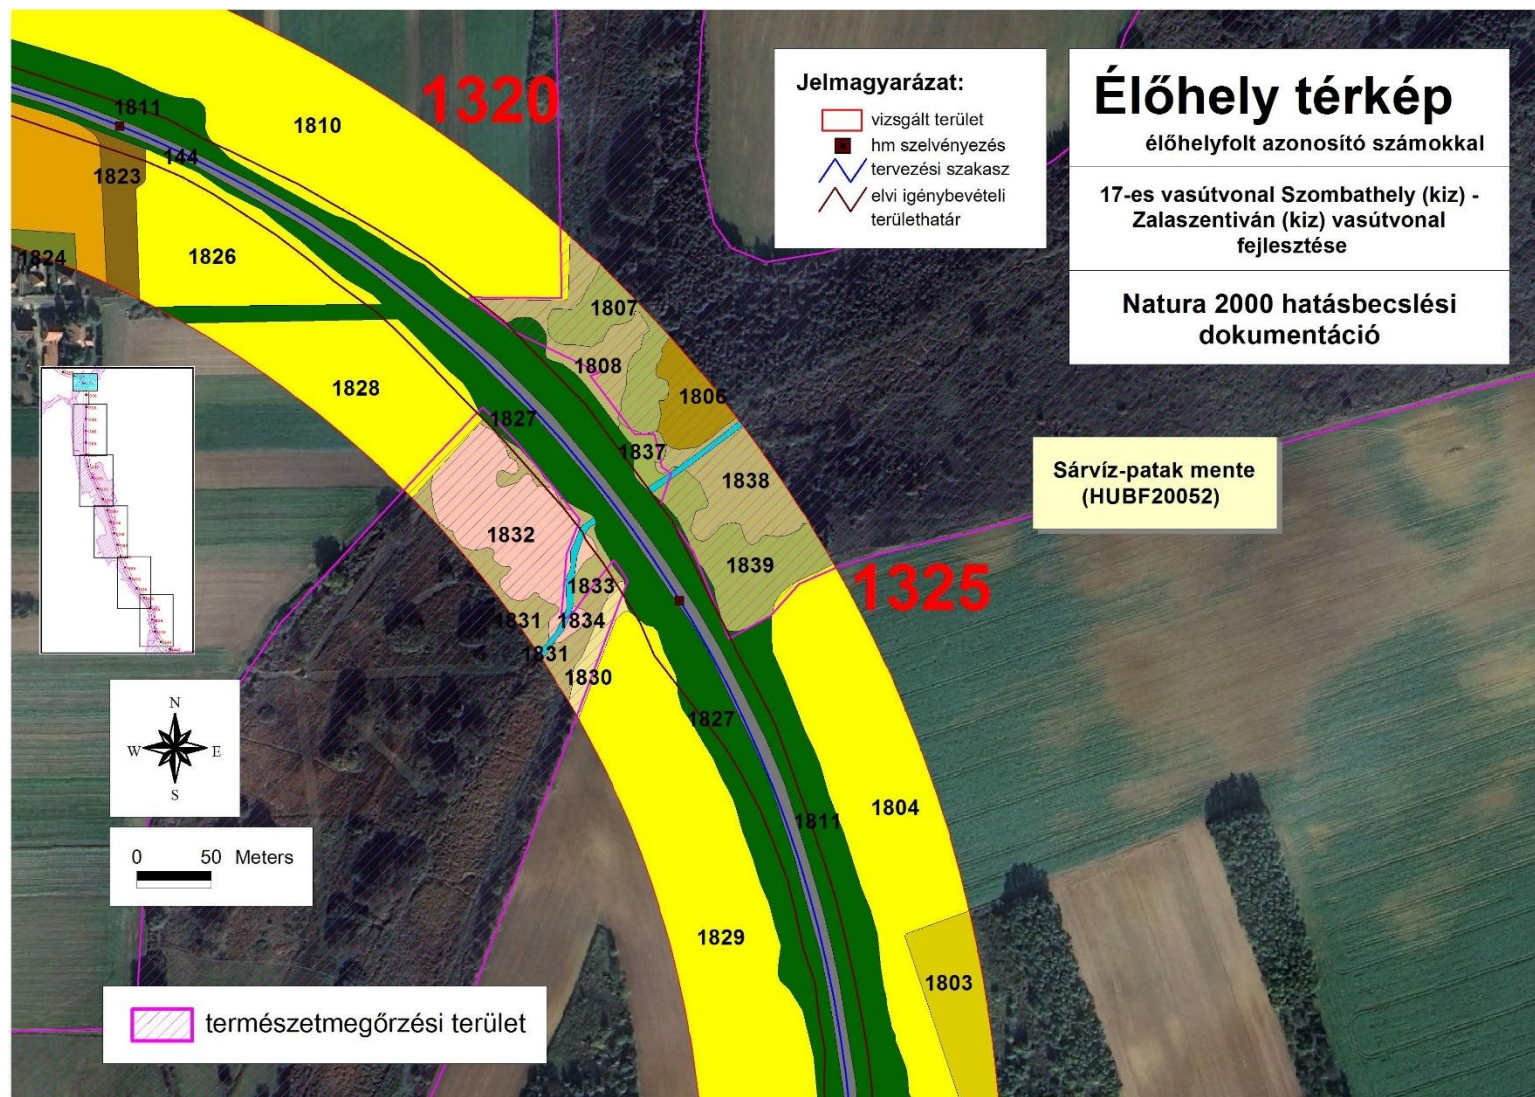 Élőhely térkép
élőhelyfolt azonosító számokkal
17-es vasútvonal Szombathely (kiz) -
Zalaszentiván (kiz) vasútvonal
fejlesztése
Natura 2000 hatásbecslési
dokumentáció
Jelmagyarázat:
vizsgált terület
hm szelvényezés
tervezési szakasz
elvi igénybevételi
területhatár
1320
1811
1810
144
1823
1826
1824
1807
1808
1828
1806
1827
1837
1838
Sárvíz-patak mente
(HUBF20052)
1832
1839
1325
1833
1831
1834
1831
1830
1827
1804
1811
1829
1803
N
W E
S
0 50 Meters
természetmegőrzési terület